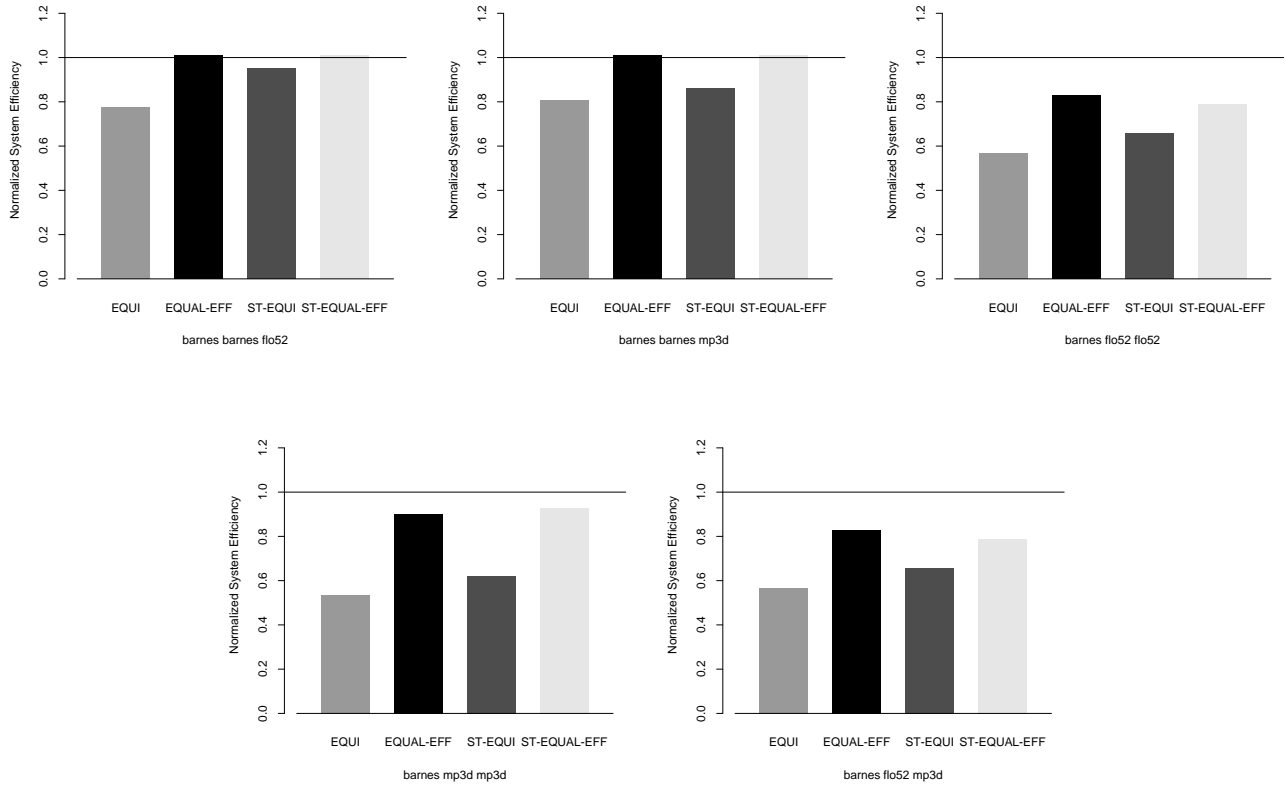 Normalized System Efficiency
0.0 0.2 0.4 0.6 0.8 1.0 1.2
EQUI EQUAL-EFF ST-EQUI ST-EQUAL-EFF
barnes barnes flo52
Normalized System Efficiency
0.0 0.2 0.4 0.6 0.8 1.0 1.2
EQUI EQUAL-EFF ST-EQUI ST-EQUAL-EFF
barnes barnes mp3d
Normalized System Efficiency
0.0 0.2 0.4 0.6 0.8 1.0 1.2
EQUI EQUAL-EFF ST-EQUI ST-EQUAL-EFF
barnes flo52 flo52
Normalized System Efficiency
0.0 0.2 0.4 0.6 0.8 1.0 1.2
EQUI EQUAL-EFF ST-EQUI ST-EQUAL-EFF
barnes mp3d mp3d
Normalized System Efficiency
0.0 0.2 0.4 0.6 0.8 1.0 1.2
EQUI EQUAL-EFF ST-EQUI ST-EQUAL-EFF
barnes flo52 mp3d